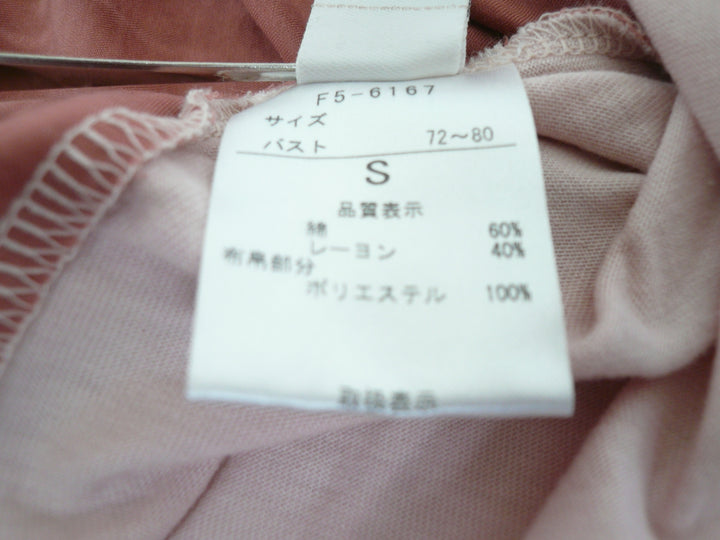 F5-6167
サイズ
バスト 72～80
S
品質表示
綿 60%
レーヨン 40%
布帛部分
ポリエステル 100%
取扱表示